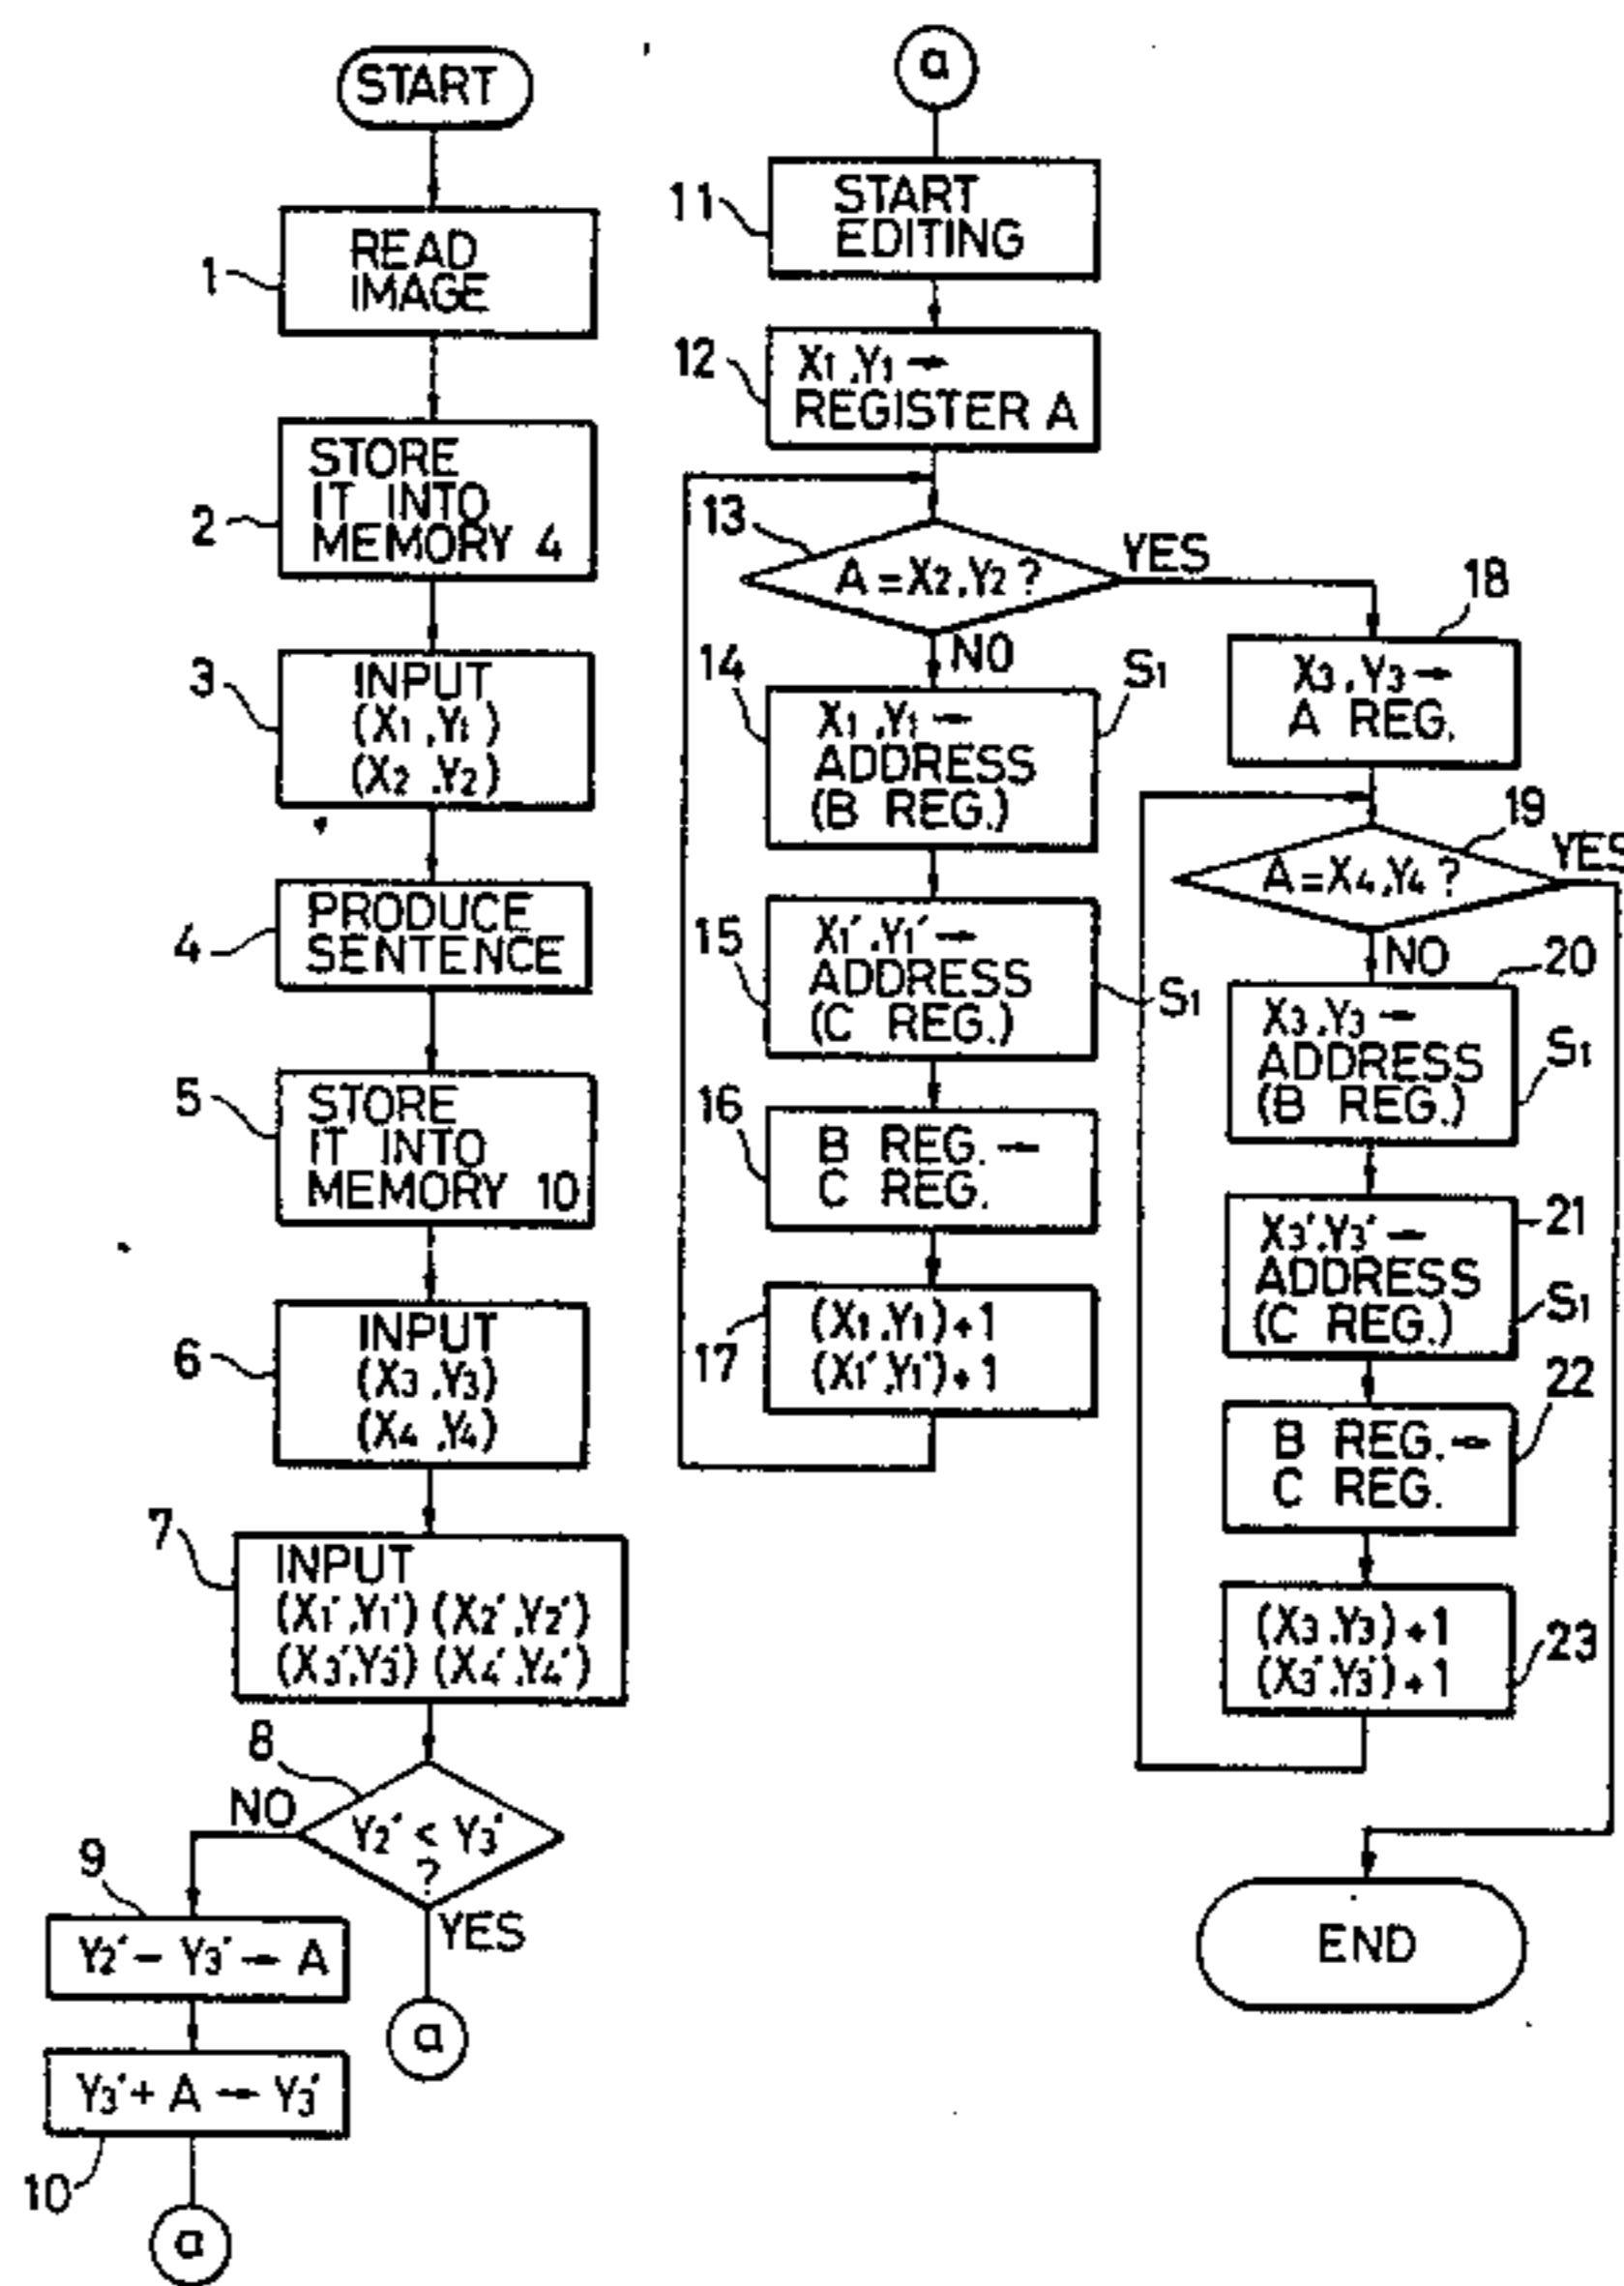 START
1
READ
IMAGE
2
STORE
IT INTO
MEMORY 4
3
INPUT
(X1,Y1)
(X2,Y2)
4
PRODUCE
SENTENCE
5
STORE
IT INTO
MEMORY 10
6
INPUT
(X3,Y3)
(X4,Y4)
7
INPUT
(X1',Y1') (X2',Y2')
(X3',Y3') (X4',Y4')
8
Y2' < Y3'
?
NO
YES
a
9
Y2' - Y3' → A
10
Y3' + A → Y3'
a
a
11
START
EDITING
12
X1,Y1 →
REGISTER A
13
A = X2,Y2 ?
YES
NO
14
X1,Y1 →
ADDRESS
(B REG.)
S1
15
X1',Y1' →
ADDRESS
(C REG.)
S1
16
B REG. →
C REG.
17
(X1,Y1)+1
(X1',Y1')+1
18
X3,Y3 →
A REG.
19
A = X4,Y4 ?
YES
NO
20
X3,Y3 →
ADDRESS
(B REG.)
S1
21
X3',Y3' →
ADDRESS
(C REG.)
S1
22
B REG. →
C REG.
23
(X3,Y3)+1
(X3',Y3')+1
END